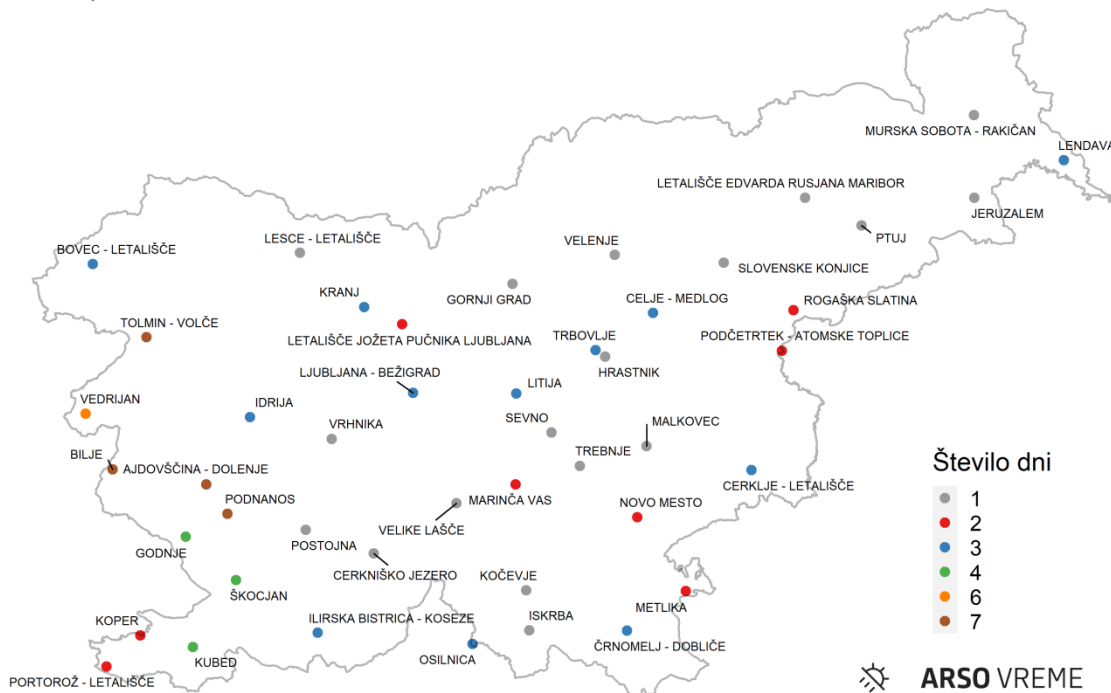 MURSKA SOBOTA - RAKIČAN
LENDAVA
LETALIŠČE EDVARDA RUSJANA MARIBOR
JERUZALEM
PTUJ
LESCE - LETALIŠČE
VELENJE
BOVEC - LETALIŠČE
SLOVENSKE KONJICE
KRANJ
GORNJI GRAD
CELJE - MEDLOG
ROGAŠKA SLATINA
TOLMIN - VOLČE
LETALIŠČE JOŽETA PUČNIKA LJUBLJANA
TRBOVLJE
PODČETRTEK - ATOMSKE TOPLICE
HRASTNIK
LJUBLJANA - BEŽIGRAD
LITIJA
VEDRIJAN
IDRIJA
VRHNIKA
SEVNO
MALKOVEC
BILJE
AJDOVŠČINA - DOLENJE
TREBNJE
CERKLJE - LETALIŠČE
PODNANOS
MARINČA VAS
NOVO MESTO
VELIKE LAŠČE
GODNJE
POSTOJNA
CERKNIŠKO JEZERO
KOČEVJE
ŠKOCJAN
METLIKA
KOPER
ILIRSKA BISTRICA - KOSEZE
ISKRBA
ČRNOMELJ - DOBLIČE
KUBED
OSILNICA
PORTOROŽ - LETALIŠČE
Število dni
1
2
3
4
6
7
ARSO VREME